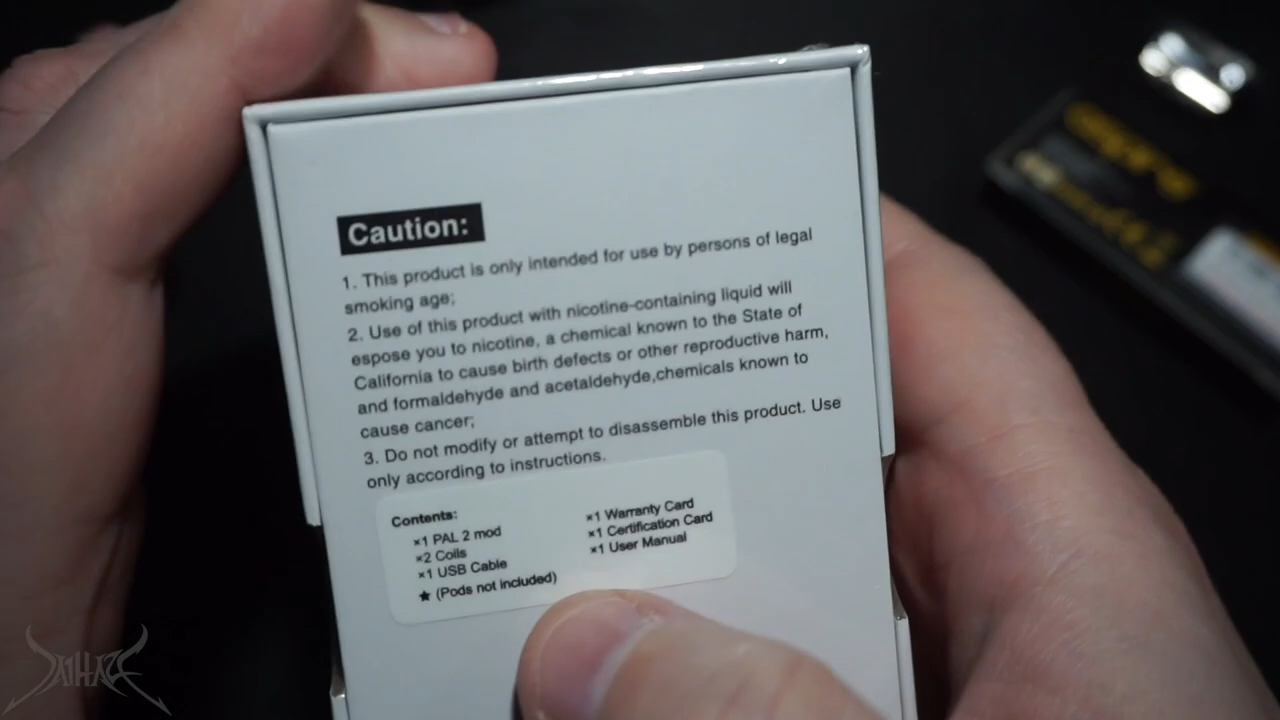 Caution:
1. This product is only intended for use by persons of legal
smoking age;
2. Use of this product with nicotine-containing liquid will
espose you to nicotine, a chemical known to the State of
California to cause birth defects or other reproductive harm,
and formaldehyde and acetaldehyde,chemicals known to
cause cancer;
3. Do not modify or attempt to disassemble this product. Use
only according to instructions.
Contents:
×1 PAL 2 mod
×2 Coils
×1 USB Cable
★ (Pods not included)
×1 Warranty Card
×1 Certification Card
×1 User Manual